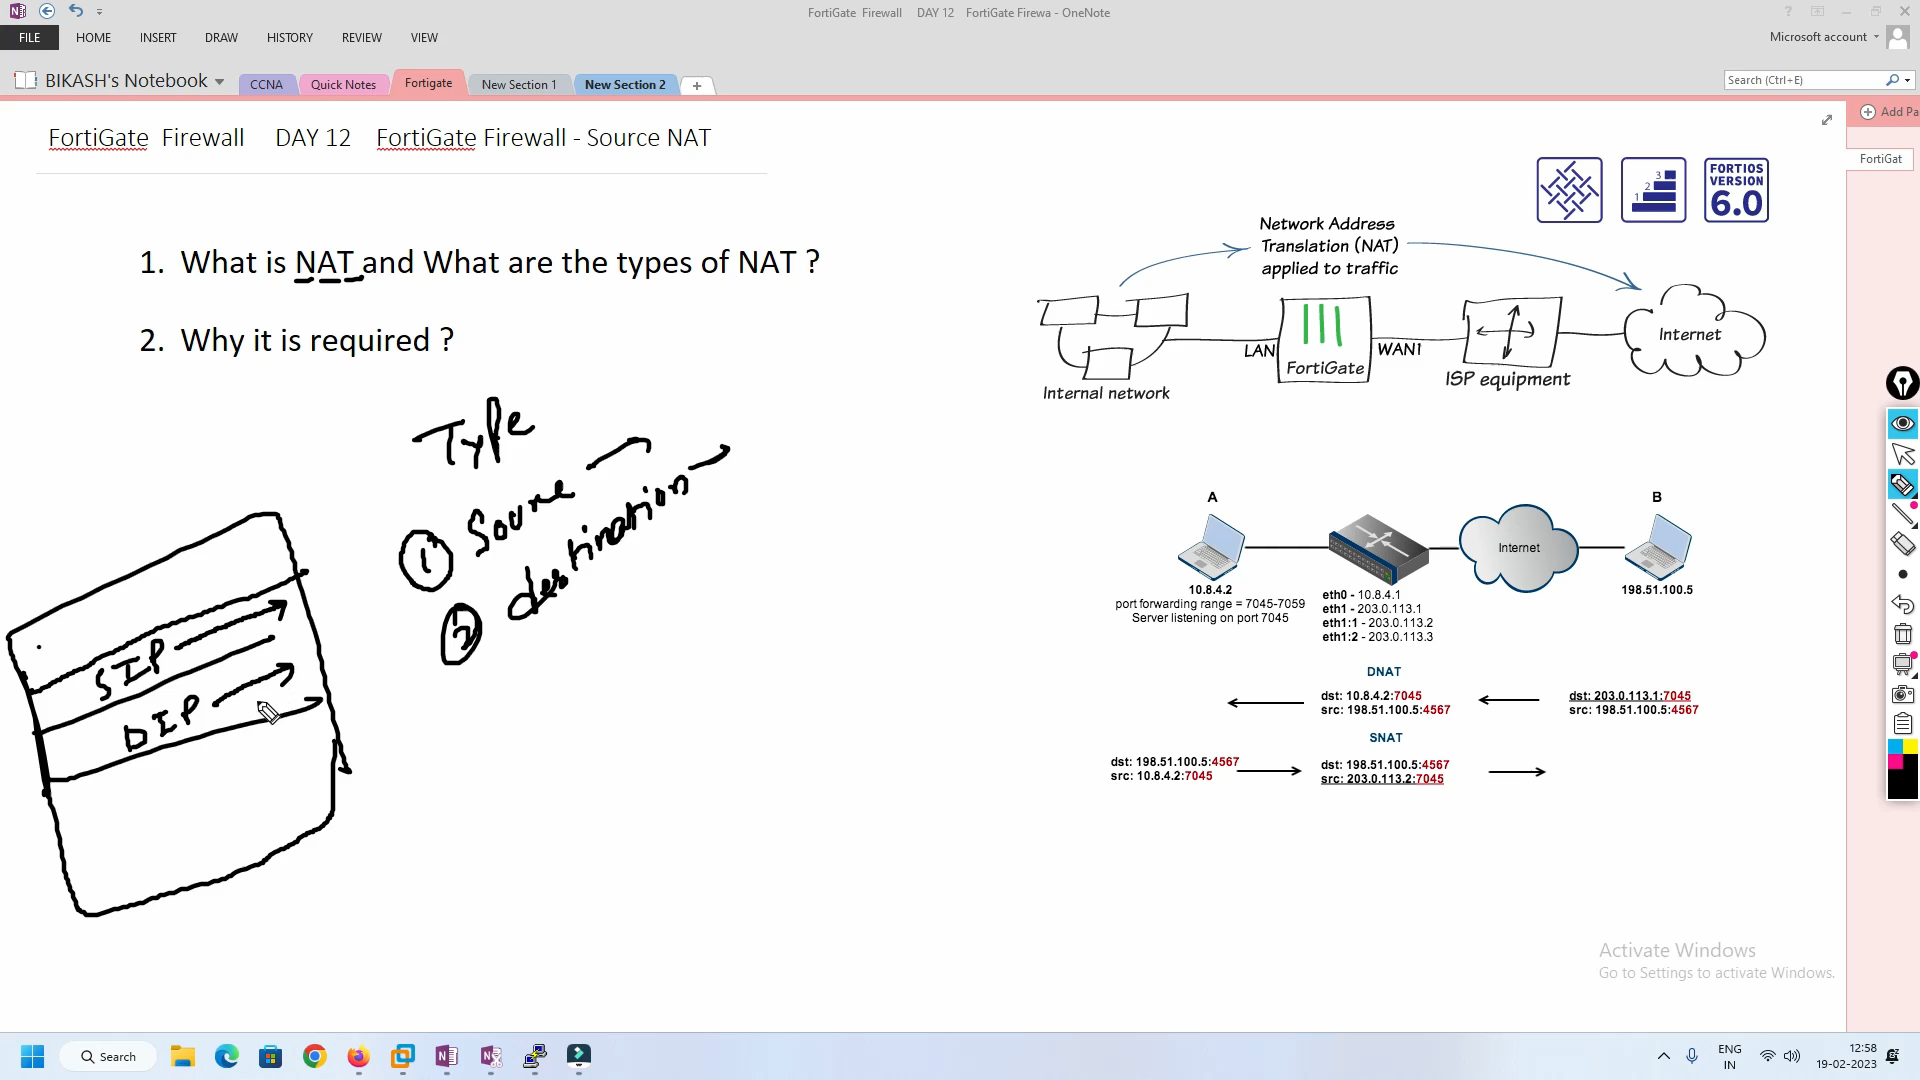 FortiGate Firewall DAY 12 FortiGate Firewa - OneNote
FILE HOME INSERT DRAW HISTORY REVIEW VIEW
Microsoft account
BIKASH's Notebook
CCNA
Quick Notes
Fortigate
New Section 1
New Section 2
Search (Ctrl+E)
Add Pa
FortiGat
FortiGate Firewall DAY 12 FortiGate Firewall - Source NAT
1. What is NAT and What are the types of NAT ?
2. Why it is required ?
Type
1 Source
2 destination
SIP
DIP
1 2 3
FORTIOS
VERSION
6.0
Network Address
Translation (NAT)
applied to traffic
LAN
FortiGate
WAN1
Internet
Internal network
ISP equipment
A
B
Internet
10.8.4.2
port forwarding range = 7045-7059
Server listening on port 7045
eth0 - 10.8.4.1
eth1 - 203.0.113.1
eth1:1 - 203.0.113.2
eth1:2 - 203.0.113.3
198.51.100.5
DNAT
dst: 10.8.4.2:7045
src: 198.51.100.5:4567
dst: 203.0.113.1:7045
src: 198.51.100.5:4567
SNAT
dst: 198.51.100.5:4567
src: 10.8.4.2:7045
dst: 198.51.100.5:4567
src: 203.0.113.2:7045
Activate Windows
Go to Settings to activate Windows.
Search
ENG
IN
12:58
19-02-2023